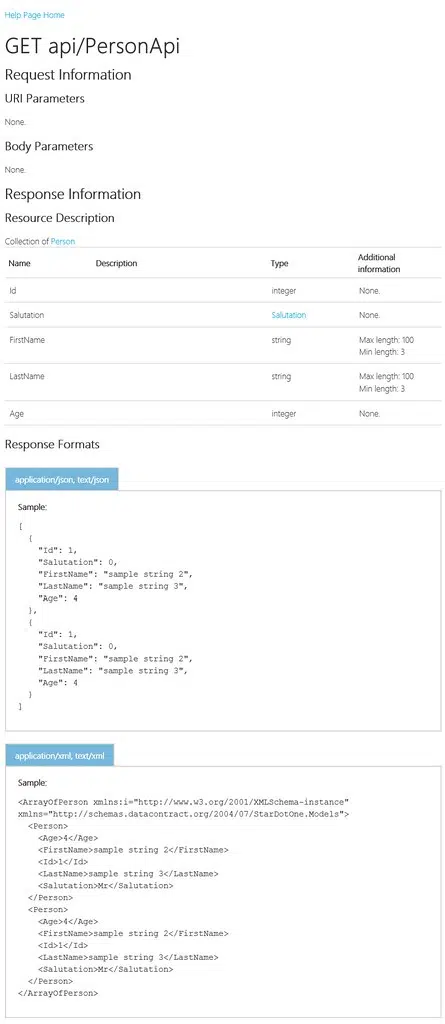 Help Page Home
GET api/PersonApi
Request Information
URI Parameters
None.
Body Parameters
None.
Response Information
Resource Description
Collection of Person
Name Description Type Additional information
Id integer None.
Salutation Salutation None.
FirstName string Max length: 100
Min length: 3
LastName string Max length: 100
Min length: 3
Age integer None.
Response Formats
application/json, text/json
Sample:
[
  {
    "Id": 1,
    "Salutation": 0,
    "FirstName": "sample string 2",
    "LastName": "sample string 3",
    "Age": 4
  },
  {
    "Id": 1,
    "Salutation": 0,
    "FirstName": "sample string 2",
    "LastName": "sample string 3",
    "Age": 4
  }
]
application/xml, text/xml
Sample:
<ArrayOfPerson xmlns:i="http://www.w3.org/2001/XMLSchema-instance"
xmlns="http://schemas.datacontract.org/2004/07/StarDotOne.Models">
  <Person>
    <Age>4</Age>
    <FirstName>sample string 2</FirstName>
    <Id>1</Id>
    <LastName>sample string 3</LastName>
    <Salutation>Mr</Salutation>
  </Person>
  <Person>
    <Age>4</Age>
    <FirstName>sample string 2</FirstName>
    <Id>1</Id>
    <LastName>sample string 3</LastName>
    <Salutation>Mr</Salutation>
  </Person>
</ArrayOfPerson>